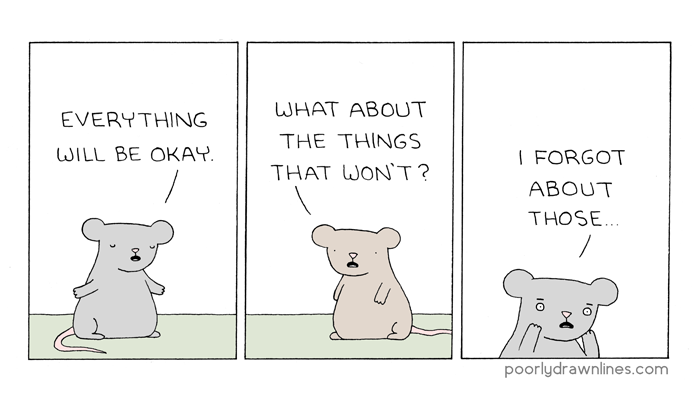 EVERYTHING
WILL BE OKAY.
WHAT ABOUT
THE THINGS
THAT WON'T?
I FORGOT
ABOUT
THOSE...
poorlydrawnlines.com